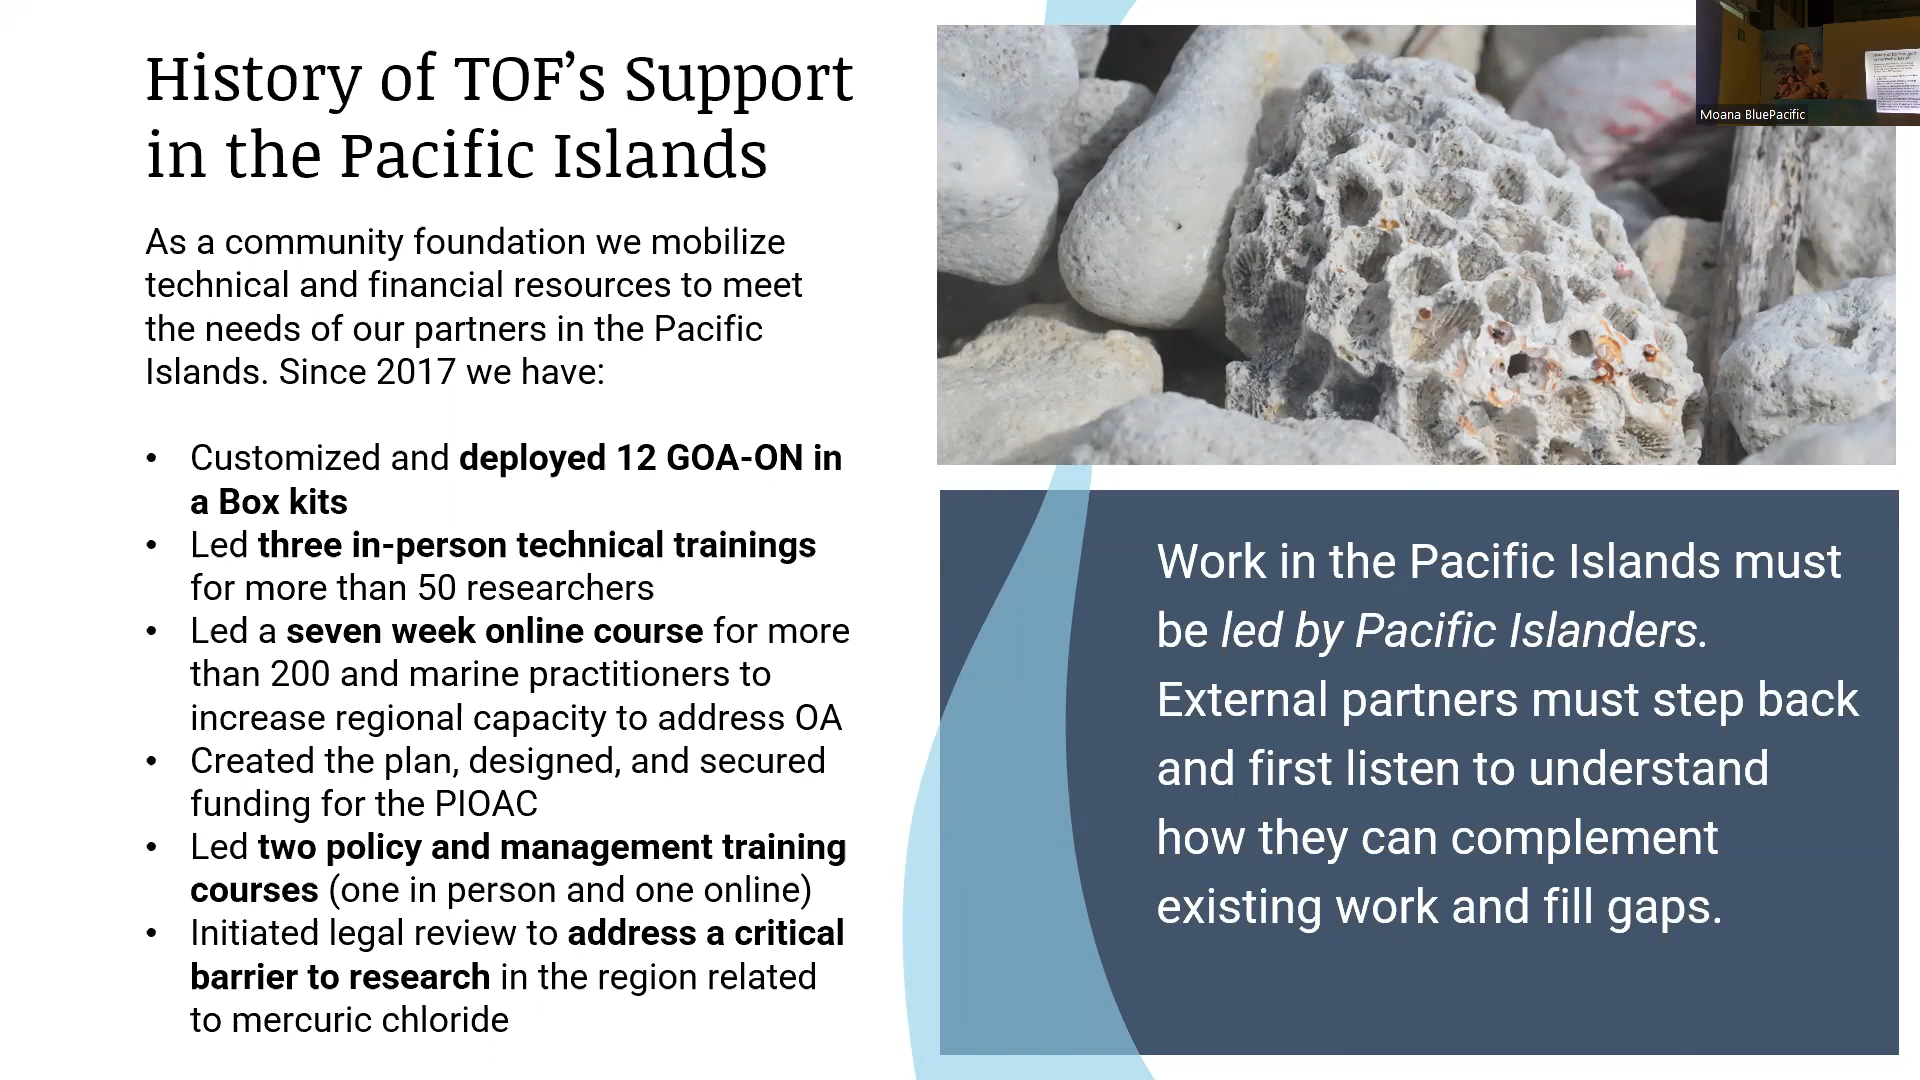 History of TOF's Support
in the Pacific Islands
As a community foundation we mobilize
technical and financial resources to meet
the needs of our partners in the Pacific
Islands. Since 2017 we have:
• Customized and deployed 12 GOA-ON in
a Box kits
• Led three in-person technical trainings
for more than 50 researchers
• Led a seven week online course for more
than 200 and marine practitioners to
increase regional capacity to address OA
• Created the plan, designed, and secured
funding for the PIOAC
• Led two policy and management training
courses (one in person and one online)
• Initiated legal review to address a critical
barrier to research in the region related
to mercuric chloride
Moana BluePacific
Work in the Pacific Islands must
be led by Pacific Islanders.
External partners must step back
and first listen to understand
how they can complement
existing work and fill gaps.